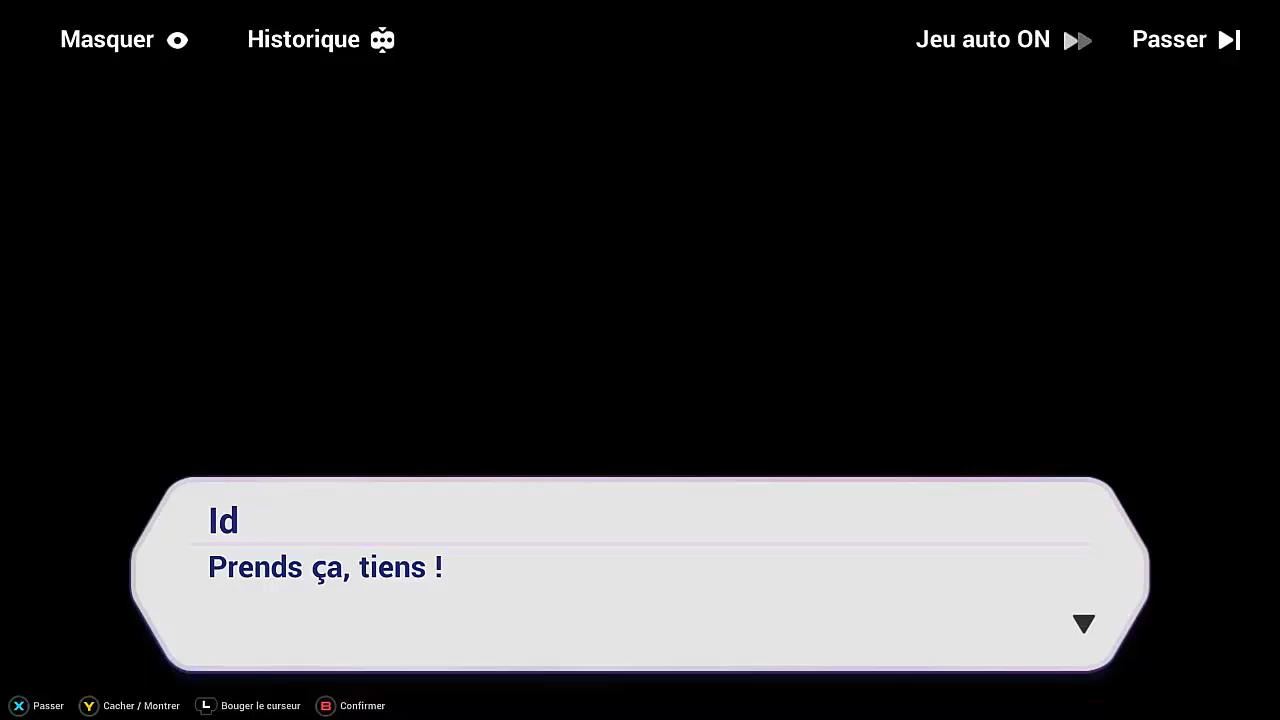 Masquer
Historique
Jeu auto ON
Passer
Id
Prends ça, tiens !
X Passer
Y Cacher / Montrer
L Bouger le curseur
B Confirmer